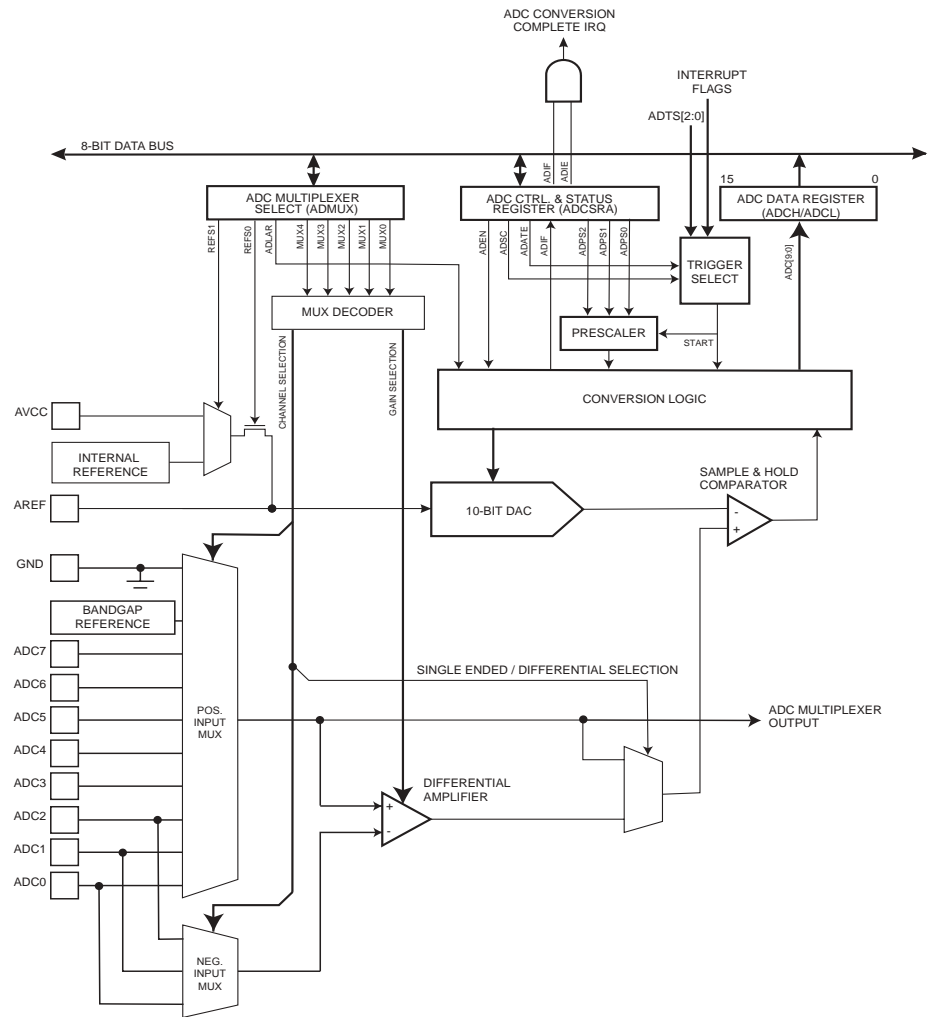 ADC CONVERSION
COMPLETE IRQ
INTERRUPT
FLAGS
ADTS[2:0]
8-BIT DATA BUS
ADIF
ADIE
15
0
ADC MULTIPLEXER
SELECT (ADMUX)
ADC CTRL. & STATUS
REGISTER (ADCSRA)
ADC DATA REGISTER
(ADCH/ADCL)
REFS1
REFS0
ADLAR
MUX4
MUX3
MUX2
MUX1
MUX0
ADEN
ADSC
ADATE
ADIF
ADPS2
ADPS1
ADPS0
ADC[9:0]
TRIGGER
SELECT
MUX DECODER
PRESCALER
START
CHANNEL SELECTION
GAIN SELECTION
CONVERSION LOGIC
AVCC
INTERNAL
REFERENCE
SAMPLE & HOLD
COMPARATOR
AREF
10-BIT DAC
-
+
GND
BANDGAP
REFERENCE
ADC7
SINGLE ENDED / DIFFERENTIAL SELECTION
ADC6
ADC5
POS.
INPUT
MUX
ADC MULTIPLEXER
OUTPUT
ADC4
ADC3
DIFFERENTIAL
AMPLIFIER
+
-
ADC2
ADC1
ADC0
NEG.
INPUT
MUX